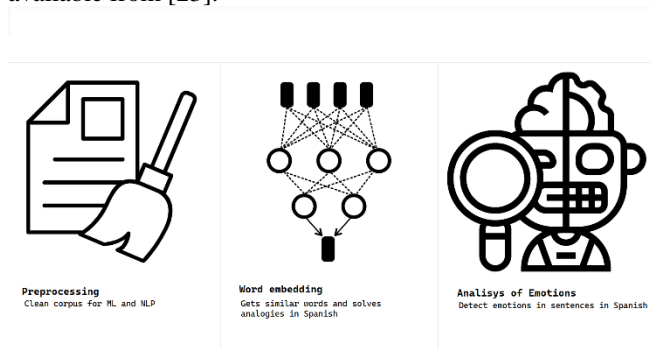 Preprocessing
Clean corpus for ML and NLP
Word embedding
Gets similar words and solves
analogies in Spanish
Analisys of Emotions
Detect emotions in sentences in Spanish